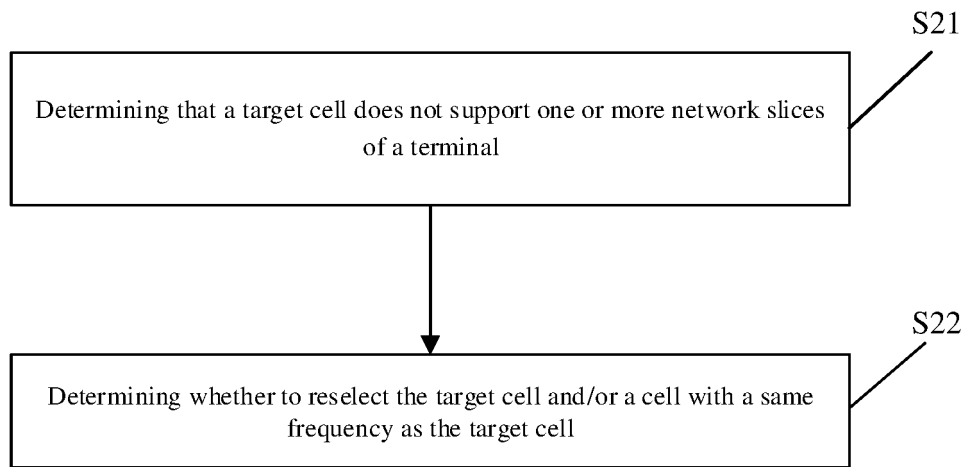 S21
Determining that a target cell does not support one or more network slices
of a terminal
S22
Determining whether to reselect the target cell and/or a cell with a same
frequency as the target cell